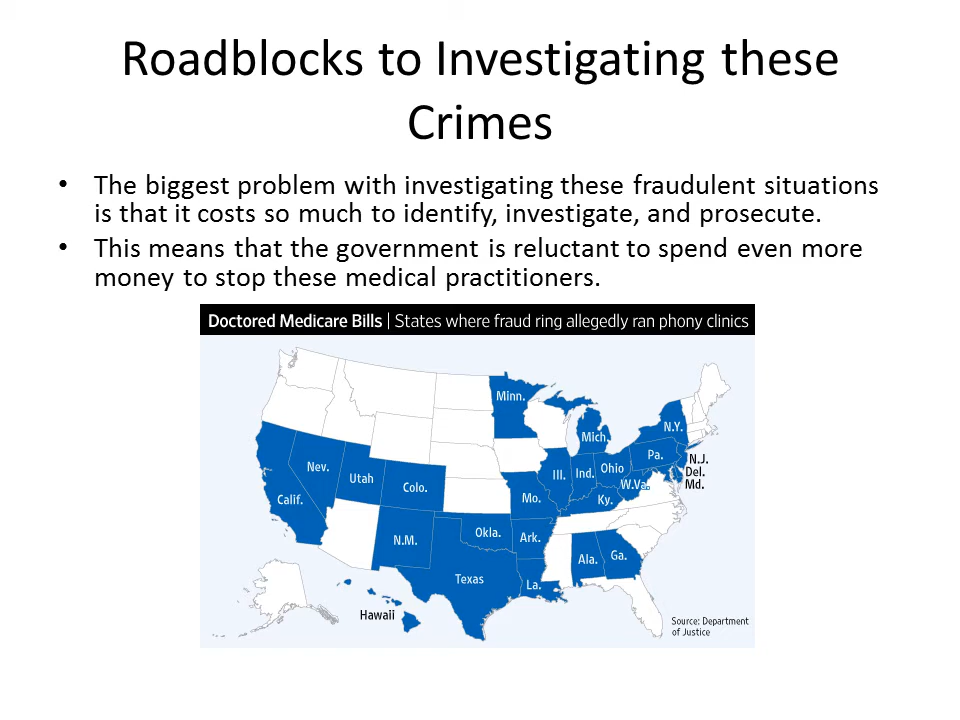 Roadblocks to Investigating these
Crimes
• The biggest problem with investigating these fraudulent situations
is that it costs so much to identify, investigate, and prosecute.
• This means that the government is reluctant to spend even more
money to stop these medical practitioners.
Doctored Medicare Bills | States where fraud ring allegedly ran phony clinics
Minn.
Mich.
N.Y.
Pa.
N.J.
Del.
Md.
Nev.
Utah
Colo.
Calif.
Ill.
Ind.
Ohio
W.Va.
Mo.
Ky.
N.M.
Okla.
Ark.
Ala.
Ga.
Texas
La.
Hawaii
Source: Department
of Justice